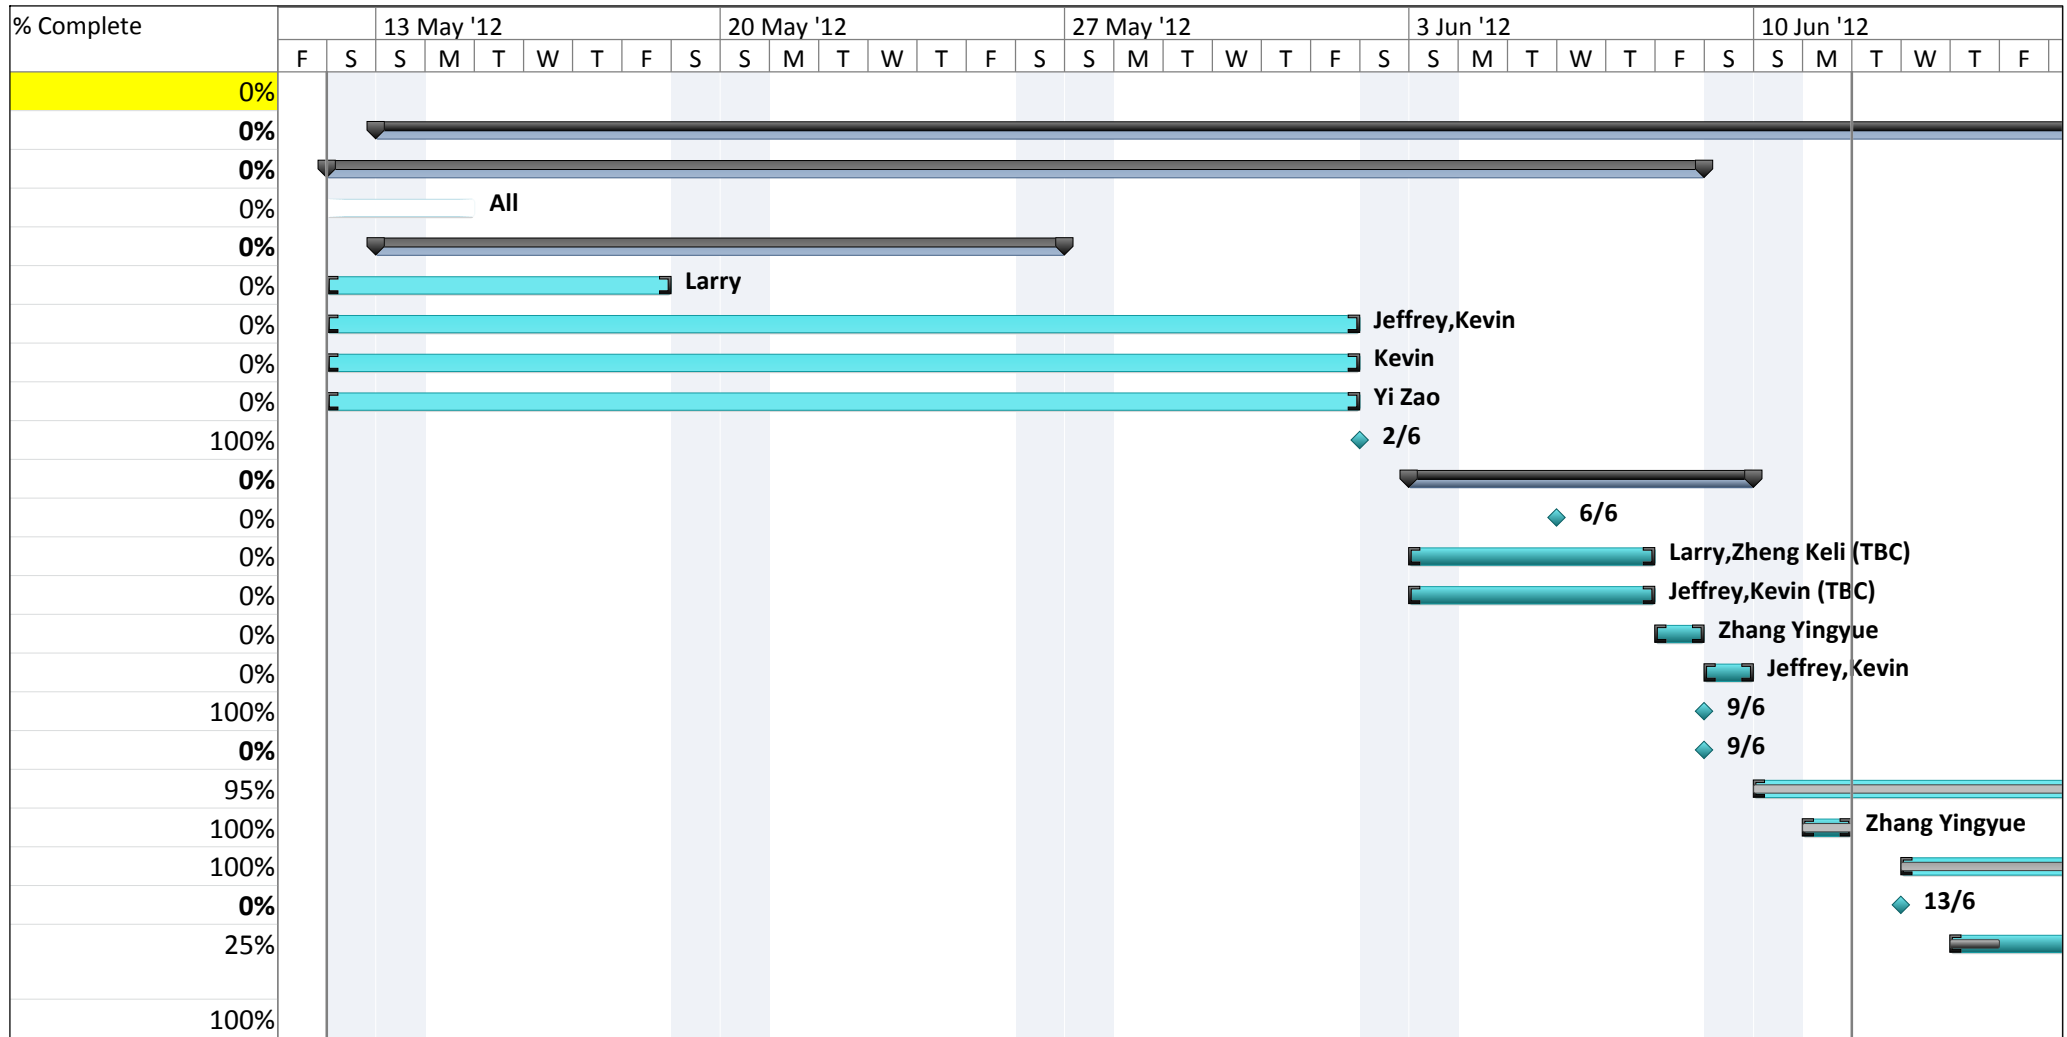 % Complete 13 May '12 20 May '12 27 May '12 3 Jun '12 10 Jun '12
F S S M T W T F S S M T W T F S S M T W T F S S M T W T F S S M T W T F
0%
0%
0%
0% All
0%
0% Larry
0% Jeffrey,Kevin
0% Kevin
0% Yi Zao
100% 2/6
0%
0% 6/6
0% Larry,Zheng Keli (TBC)
0% Jeffrey,Kevin (TBC)
0% Zhang Yingyue
0% Jeffrey,Kevin
100% 9/6
0% 9/6
95%
100% Zhang Yingyue
100%
0% 13/6
25%
100%